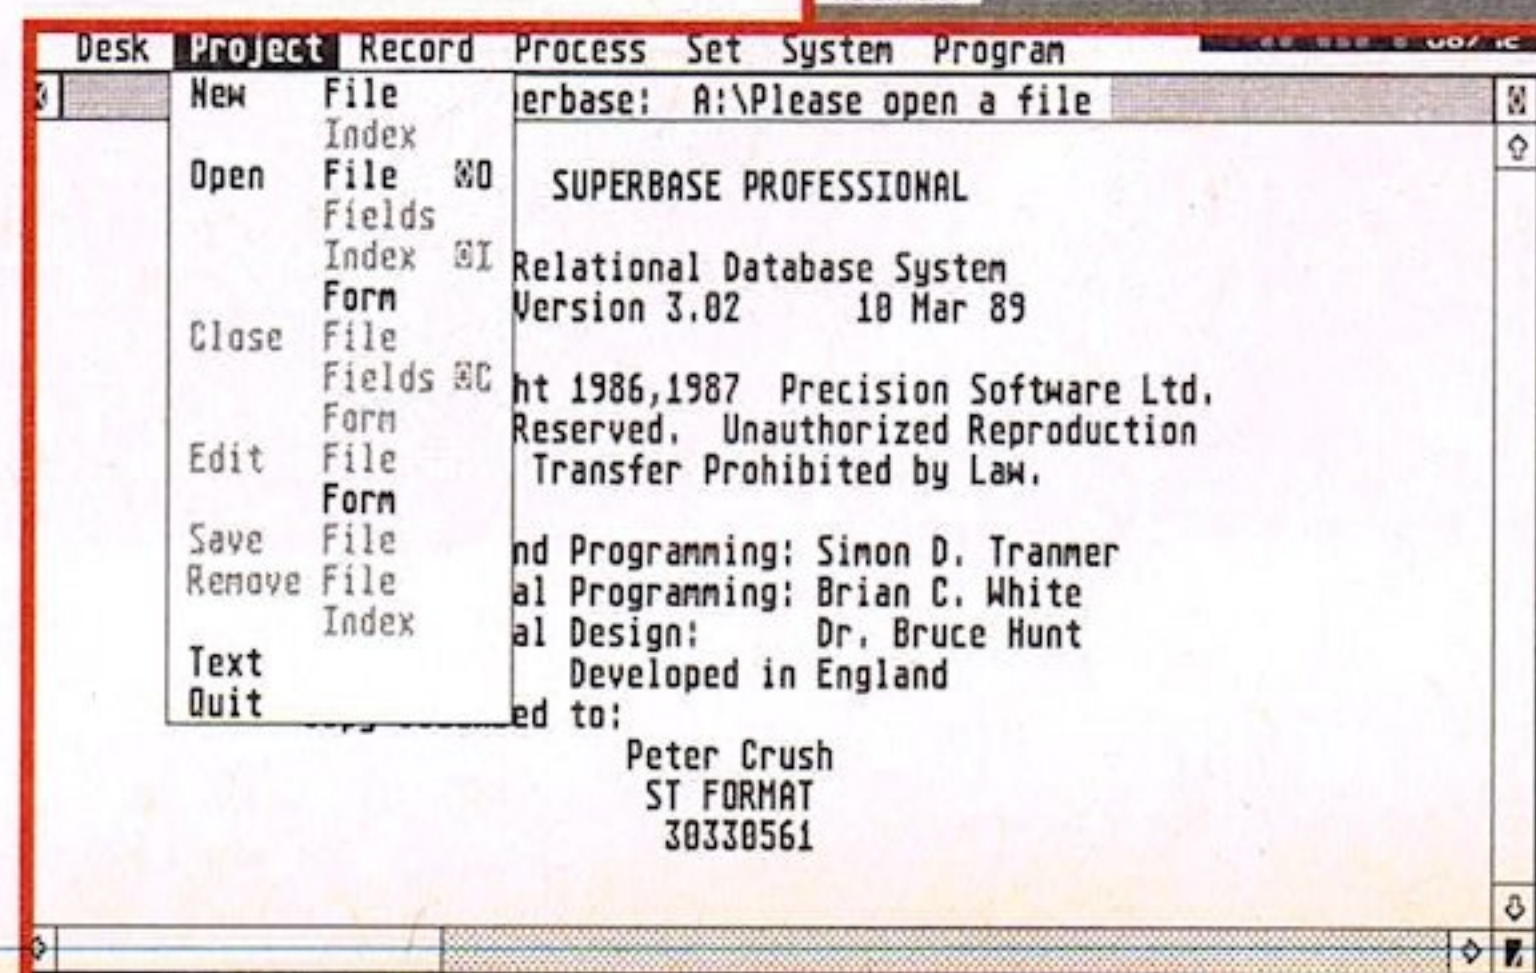 Desk Project Record Process Set System Program
New File
Index
Open File O
Fields
Index I
Form
Close File
Fields C
Form
Edit File
Form
Save File
Remove File
Index
Text
Quit
erbase: A:\Please open a file
SUPERBASE PROFESSIONAL
Relational Database System
Version 3.02 10 Mar 89
ht 1986,1987 Precision Software Ltd.
Reserved. Unauthorized Reproduction
Transfer Prohibited by Law.
nd Programming: Simon D. Tranmer
al Programming: Brian C. White
al Design: Dr. Bruce Hunt
Developed in England
ed to:
Peter Crush
ST FORMAT
30330561